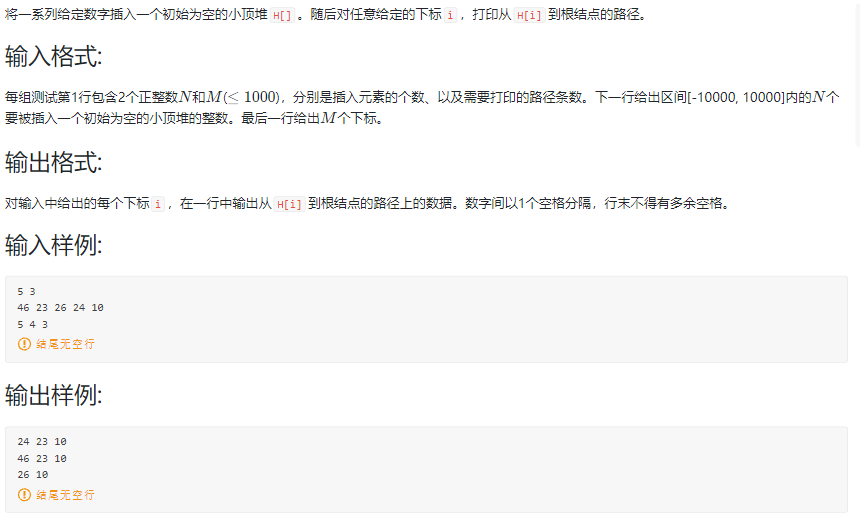 将一系列给定数字插入一个初始为空的小顶堆 H[] 。随后对任意给定的下标 i ，打印从 H[i] 到根结点的路径。
输入格式:
每组测试第1行包含2个正整数N和M(≤ 1000)，分别是插入元素的个数、以及需要打印的路径条数。下一行给出区间[-10000, 10000]内的N个
要被插入一个初始为空的小顶堆的整数。最后一行给出M个下标。
输出格式:
对输入中给出的每个下标 i ，在一行中输出从 H[i] 到根结点的路径上的数据。数字间以1个空格分隔，行末不得有多余空格。
输入样例:
5 3
46 23 26 24 10
5 4 3
结尾无空行
输出样例:
24 23 10
46 23 10
26 10
结尾无空行